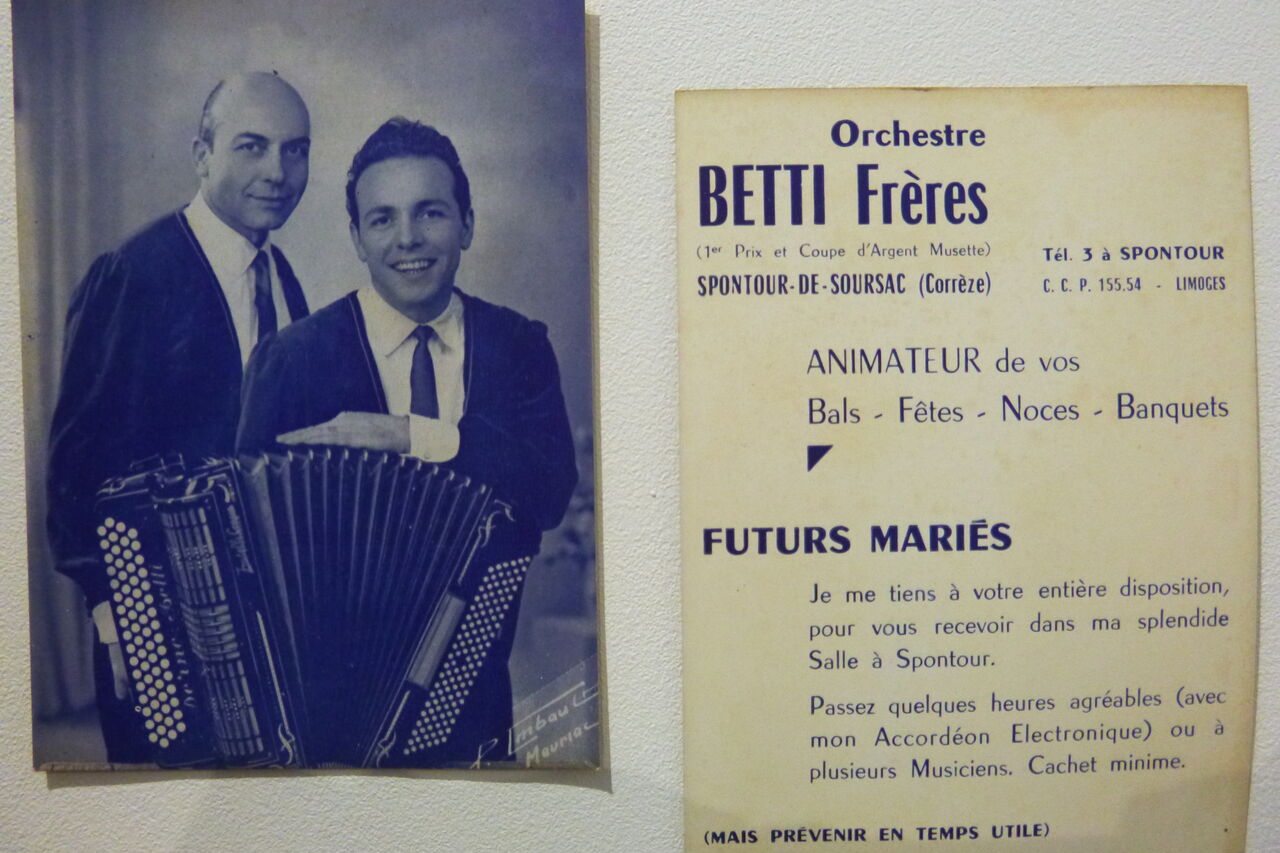 P. Imbault
Mauriac
Orchestre
BETTI Frères
(1er Prix et Coupe d'Argent Musette)
Tél. 3 à SPONTOUR
SPONTOUR-DE-SOURSAC (Corrèze)
C. C. P. 155.54 - LIMOGES
ANIMATEUR de vos
Bals - Fêtes - Noces - Banquets
FUTURS MARIÉS
Je me tiens à votre entière disposition,
pour vous recevoir dans ma splendide
Salle à Spontour.
Passez quelques heures agréables (avec
mon Accordéon Electronique) ou à
plusieurs Musiciens. Cachet minime.
(MAIS PRÉVENIR EN TEMPS UTILE)